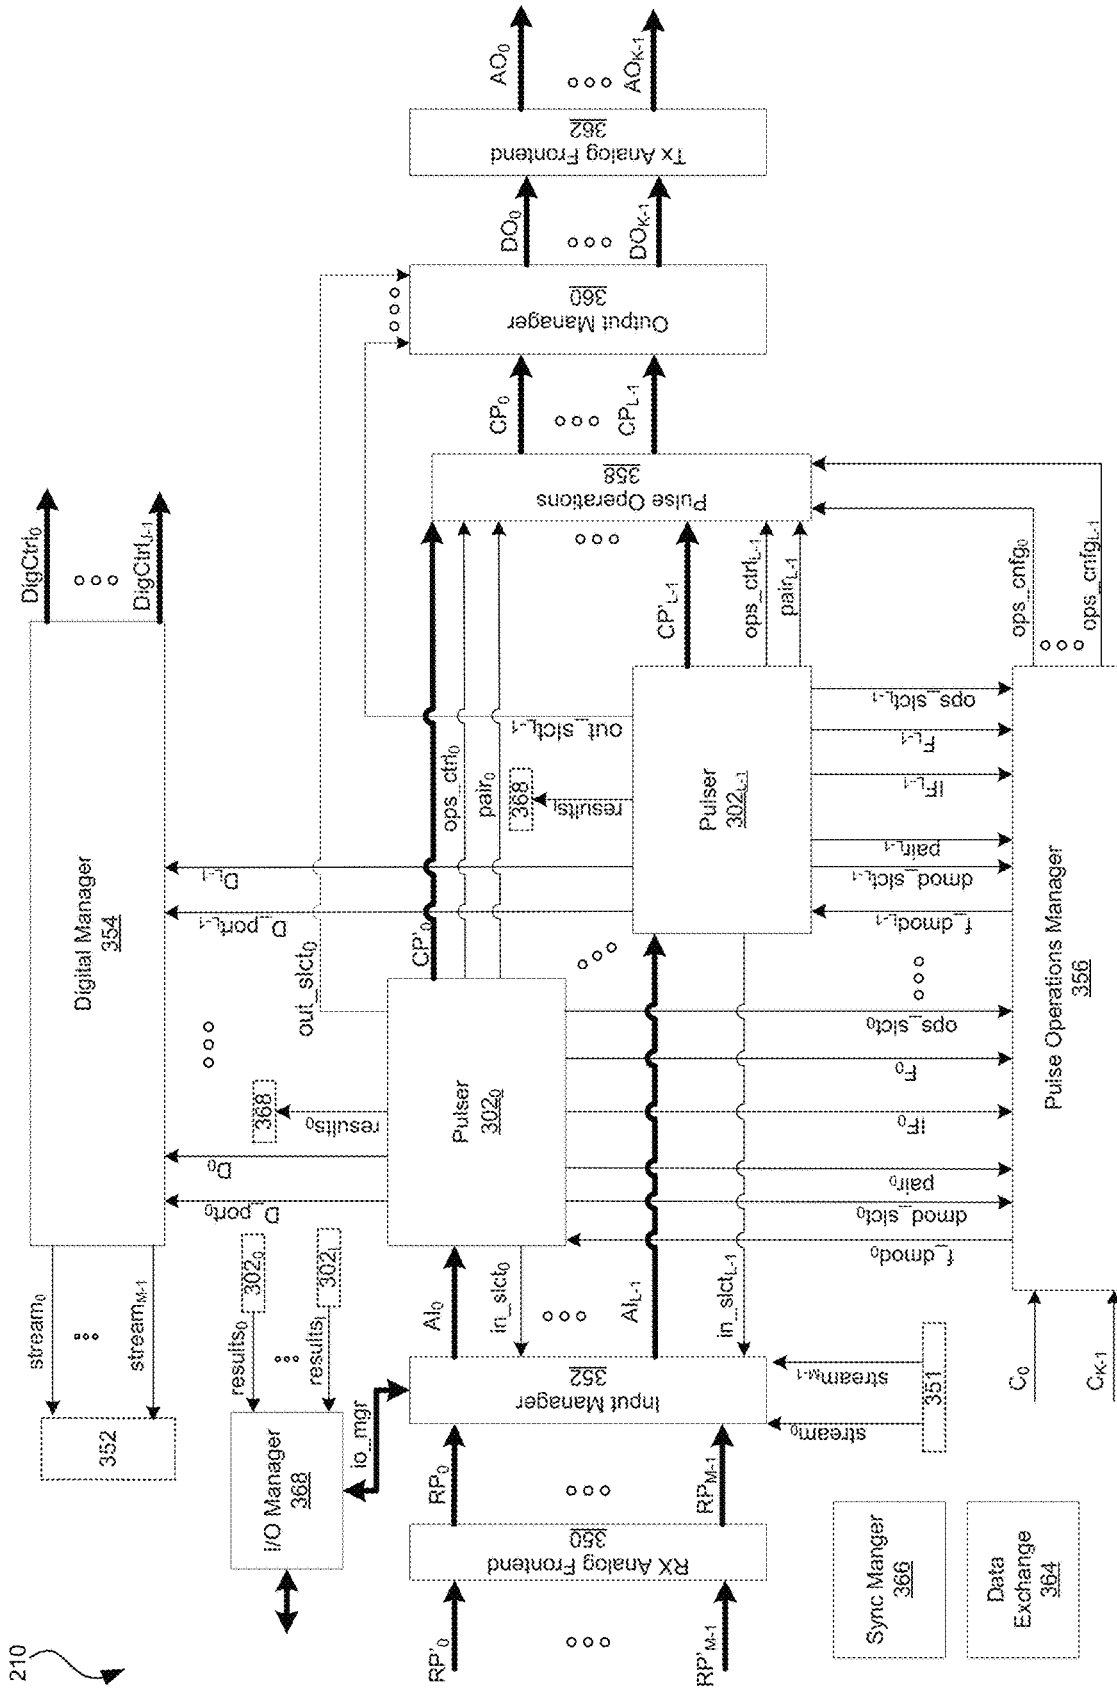 210
DigCtrl0
DigCtrlL-1
Digital Manager
354
stream0
streamM-1
352
I/O Manager
368
results0
resultsL
3020
302L
io_mgr
D_port0
D0
results0
368
out_slct0
D_portL-1
DL-1
resultsL
368
out_slctL-1
RP'0
RP'M-1
RX Analog Frontend
350
RP0
RPM-1
Input Manager
352
AI0
in_slct0
AIL-1
in_slctL-1
stream0
streamM-1
351
Pulser
3020
CP'0
ops_ctrl0
pair0
Pulser
302L-1
CP'L-1
ops_ctrlL-1
pairL-1
Pulse Operations
358
CP0
CPL-1
Output Manager
360
DO0
DOK-1
Tx Analog Frontend
362
AO0
AOK-1
f_dmod0
dmod_slct0
pair0
IF0
F0
ops_slct0
f_dmodL-1
dmod_slctL-1
pairL-1
IFL-1
FL-1
ops_slctL-1
Pulse Operations Manager
356
C0
CK-1
ops_cnfg0
ops_cnfgL-1
Sync Manger
366
Data
Exchange
364